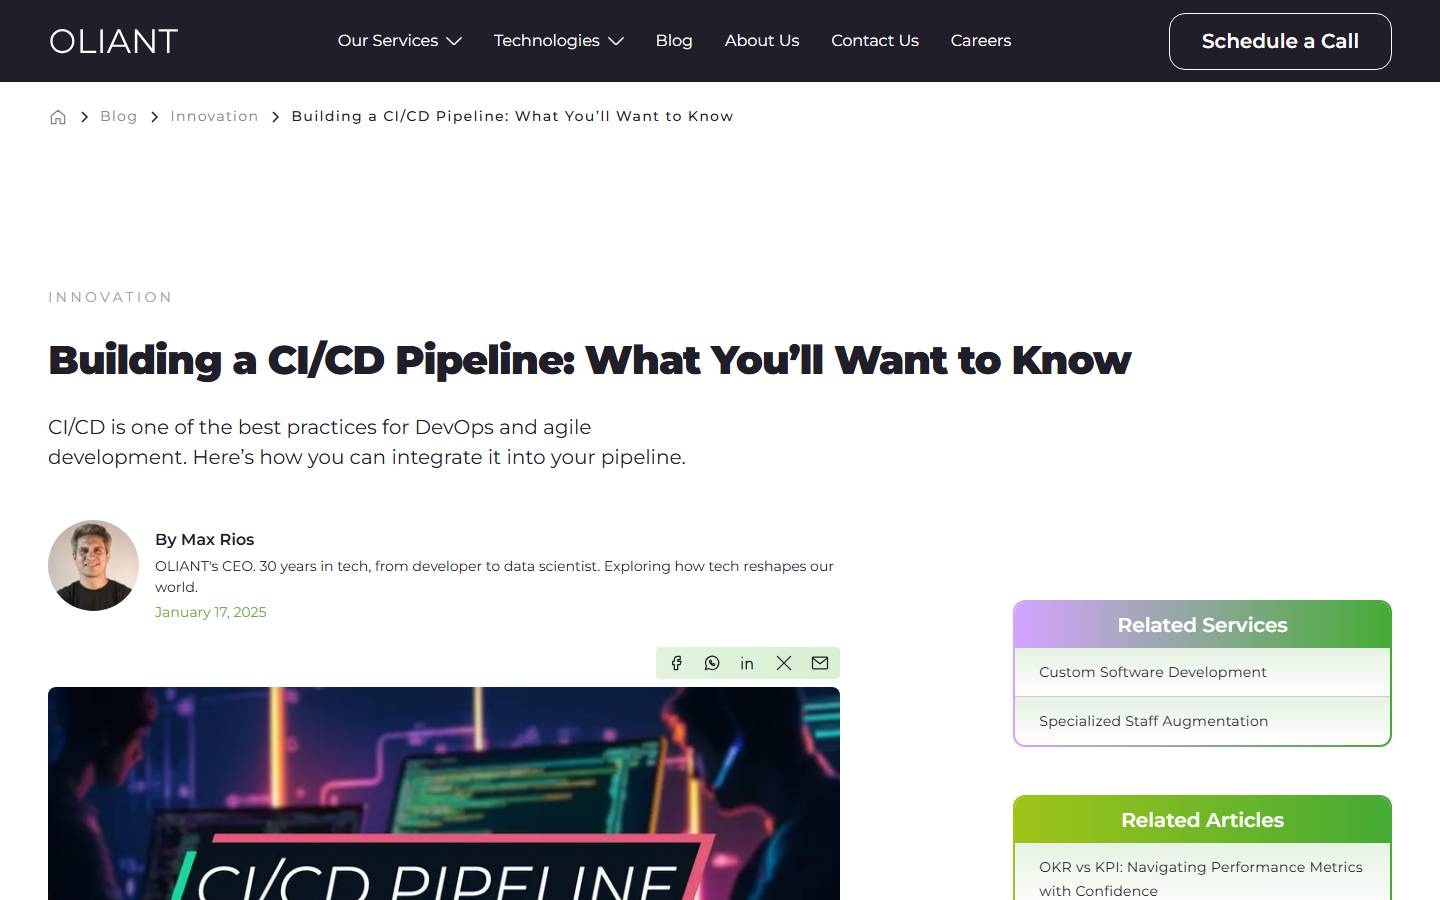 OLIANT
Our Services
Technologies
Blog
About Us
Contact Us
Careers
Schedule a Call
Blog
Innovation
Building a CI/CD Pipeline: What You’ll Want to Know
INNOVATION
Building a CI/CD Pipeline: What You’ll Want to Know
CI/CD is one of the best practices for DevOps and agile
development. Here’s how you can integrate it into your pipeline.
By Max Rios
OLIANT's CEO. 30 years in tech, from developer to data scientist. Exploring how tech reshapes our
world.
January 17, 2025
CI/CD PIPELINE
Related Services
Custom Software Development
Specialized Staff Augmentation
Related Articles
OKR vs KPI: Navigating Performance Metrics
with Confidence